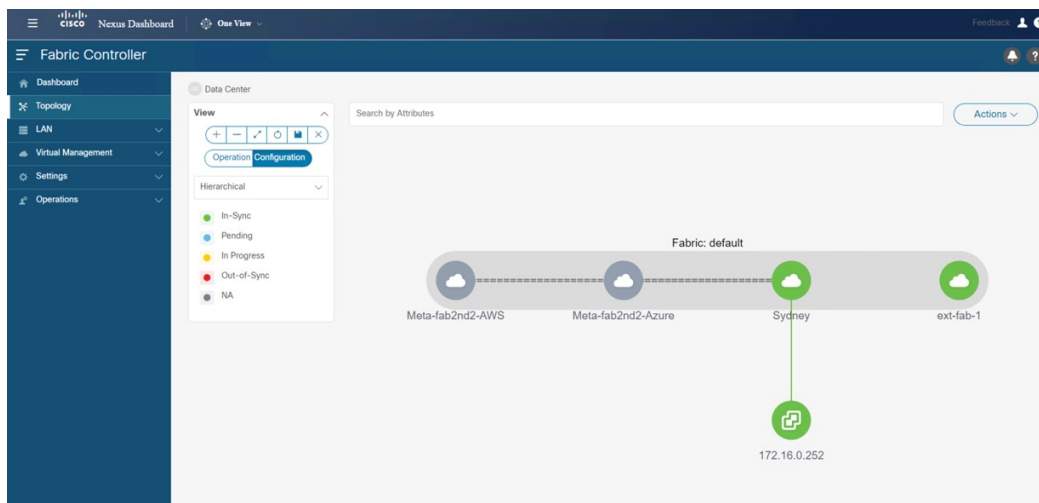 CISCO Nexus Dashboard One View Feedback
Fabric Controller ?
Dashboard
Topology
LAN
Virtual Management
Settings
Operations
Data Center
View
Operation Configuration
Hierarchical
In-Sync
Pending
In Progress
Out-of-Sync
NA
Search by Attributes
Actions
Fabric: default
Meta-fab2nd2-AWS
Meta-fab2nd2-Azure
Sydney
ext-fab-1
172.16.0.252